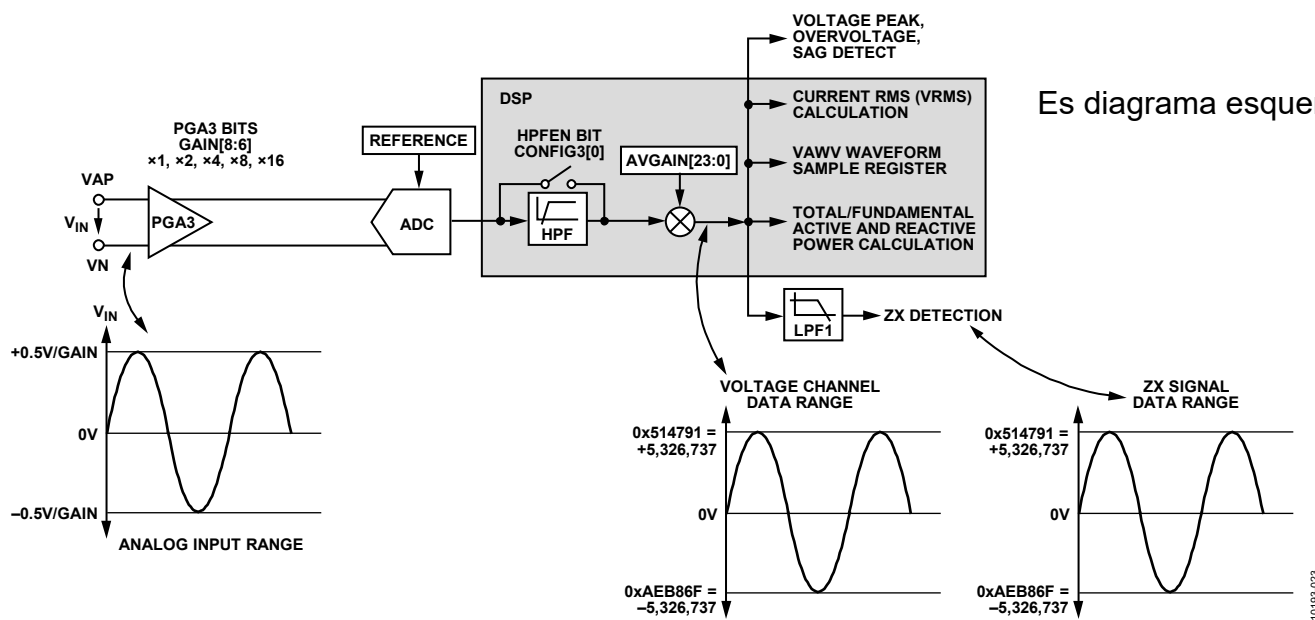 VOLTAGE PEAK,
OVERVOLTAGE,
SAG DETECT
Es diagrama esque
DSP
CURRENT RMS (VRMS)
CALCULATION
PGA3 BITS
GAIN[8:6]
×1, ×2, ×4, ×8, ×16
REFERENCE
HPFEN BIT
CONFIG3[0]
AVGAIN[23:0]
VAWV WAVEFORM
SAMPLE REGISTER
VAP
VIN
VN
PGA3
ADC
HPF
TOTAL/FUNDAMENTAL
ACTIVE AND REACTIVE
POWER CALCULATION
LPF1
ZX DETECTION
VIN
+0.5V/GAIN
0V
–0.5V/GAIN
ANALOG INPUT RANGE
VOLTAGE CHANNEL
DATA RANGE
0x514791 =
+5,326,737
0V
0xAEB86F =
–5,326,737
ZX SIGNAL
DATA RANGE
0x514791 =
+5,326,737
0V
0xAEB86F =
–5,326,737
10193-023